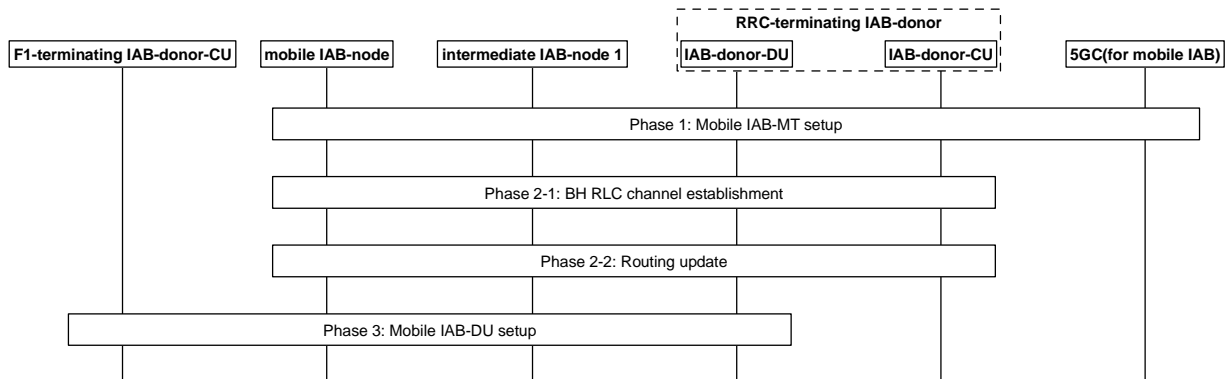 RRC-terminating IAB-donor
F1-terminating IAB-donor-CU
mobile IAB-node
intermediate IAB-node 1
IAB-donor-DU
IAB-donor-CU
5GC(for mobile IAB)
Phase 1: Mobile IAB-MT setup
Phase 2-1: BH RLC channel establishment
Phase 2-2: Routing update
Phase 3: Mobile IAB-DU setup